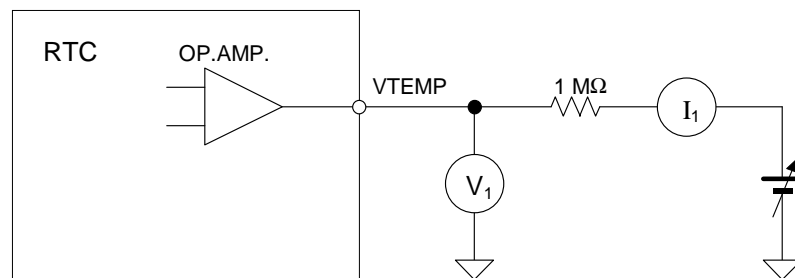 RTC
OP.AMP.
VTEMP
1 MΩ
I₁
V₁